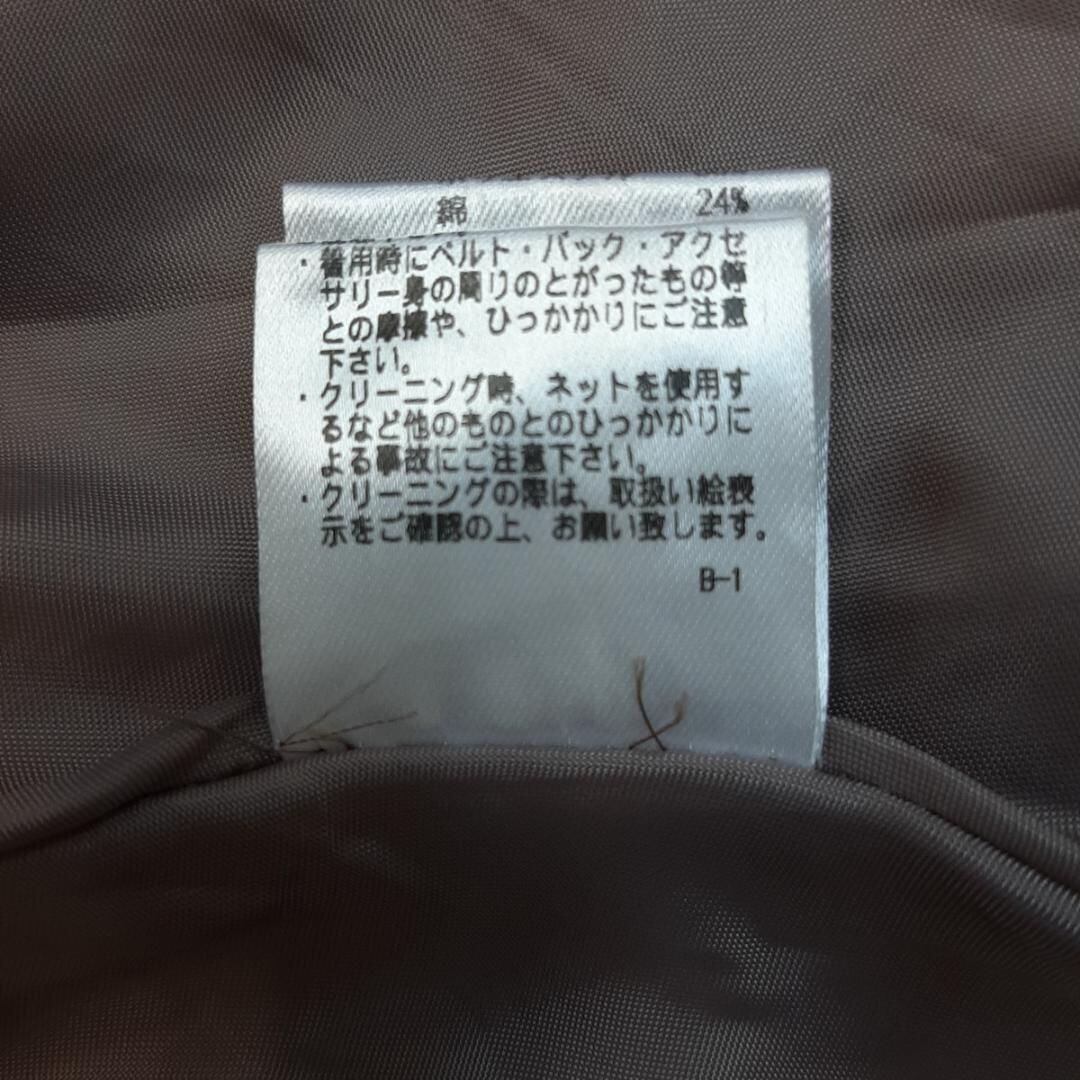 綿 24%
・着用時にベルト・バック・アクセ
サリー身の周りのとがったもの等
との摩擦や、ひっかかりにご注意
下さい。
・クリーニング時、ネットを使用す
るなど他のものとのひっかかりに
よる事故にご注意下さい。
・クリーニングの際は、取扱い絵表
示をご確認の上、お願い致します。
B-1